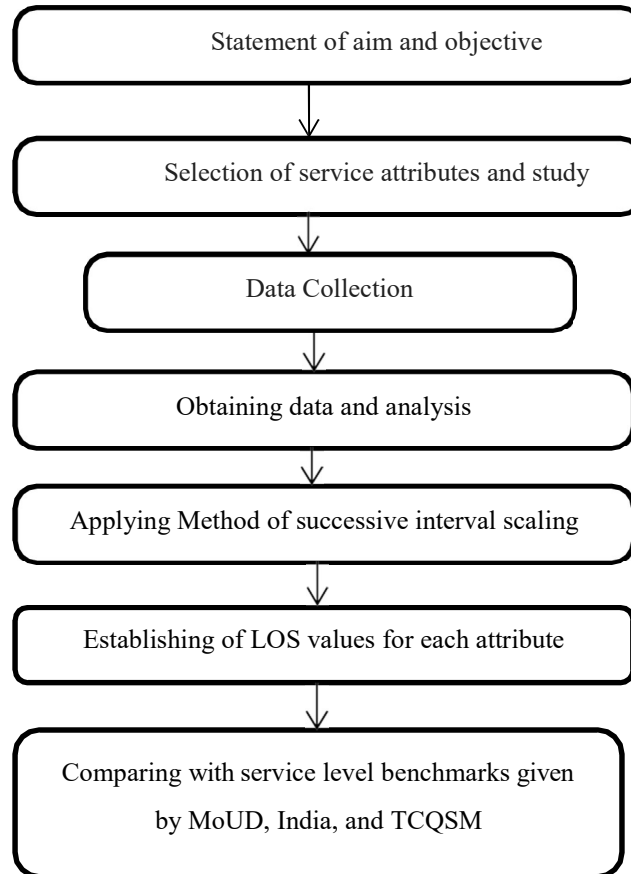 Statement of aim and objective
Selection of service attributes and study
Data Collection
Obtaining data and analysis
Applying Method of successive interval scaling
Establishing of LOS values for each attribute
Comparing with service level benchmarks given
by MoUD, India, and TCQSM